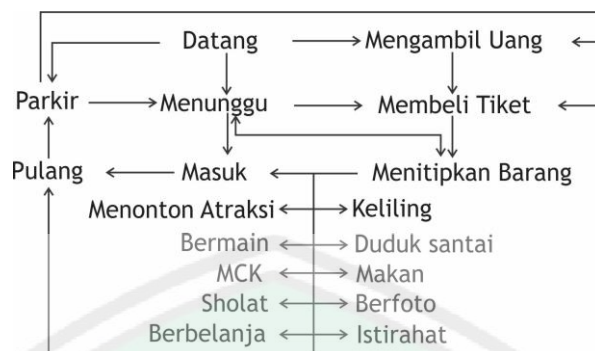 Datang Mengambil Uang
Parkir Menunggu Membeli Tiket
Pulang Masuk Menitipkan Barang
Menonton Atraksi Keliling
Bermain Duduk santai
MCK Makan
Sholat Berfoto
Berbelanja Istirahat